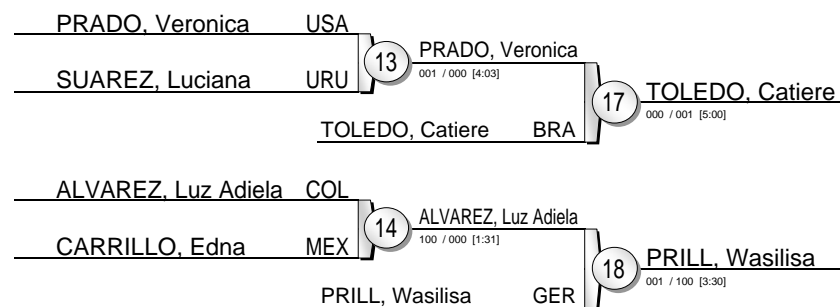 PRADO, Veronica USA
13 PRADO, Veronica
001 / 000 [4:03]
SUAREZ, Luciana URU
17 TOLEDO, Catiere
000 / 001 [5:00]
TOLEDO, Catiere BRA
ALVAREZ, Luz Adiela COL
14 ALVAREZ, Luz Adiela
100 / 000 [1:31]
CARRILLO, Edna MEX
18 PRILL, Wasilisa
001 / 100 [3:30]
PRILL, Wasilisa GER